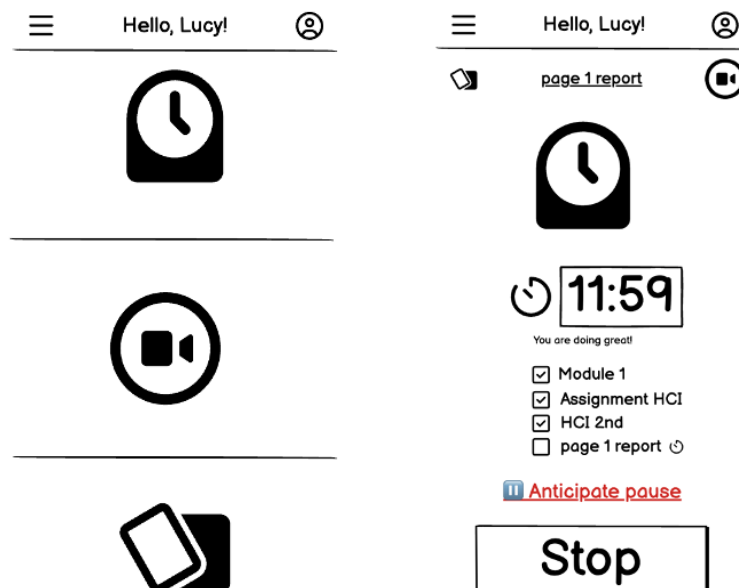 Hello, Lucy!
Hello, Lucy!
page 1 report
11:59
You are doing great!
Module 1
Assignment HCI
HCI 2nd
page 1 report
Anticipate pause
Stop